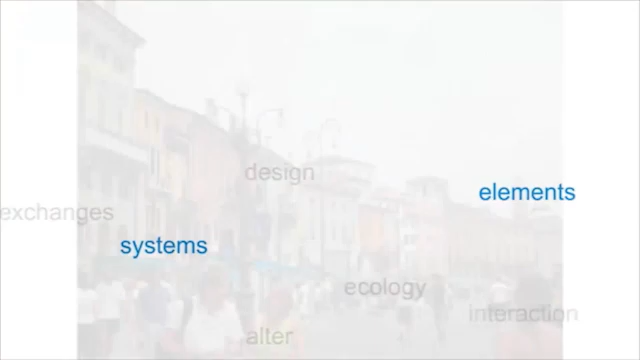 design
elements
exchanges
systems
ecology
interaction
alter